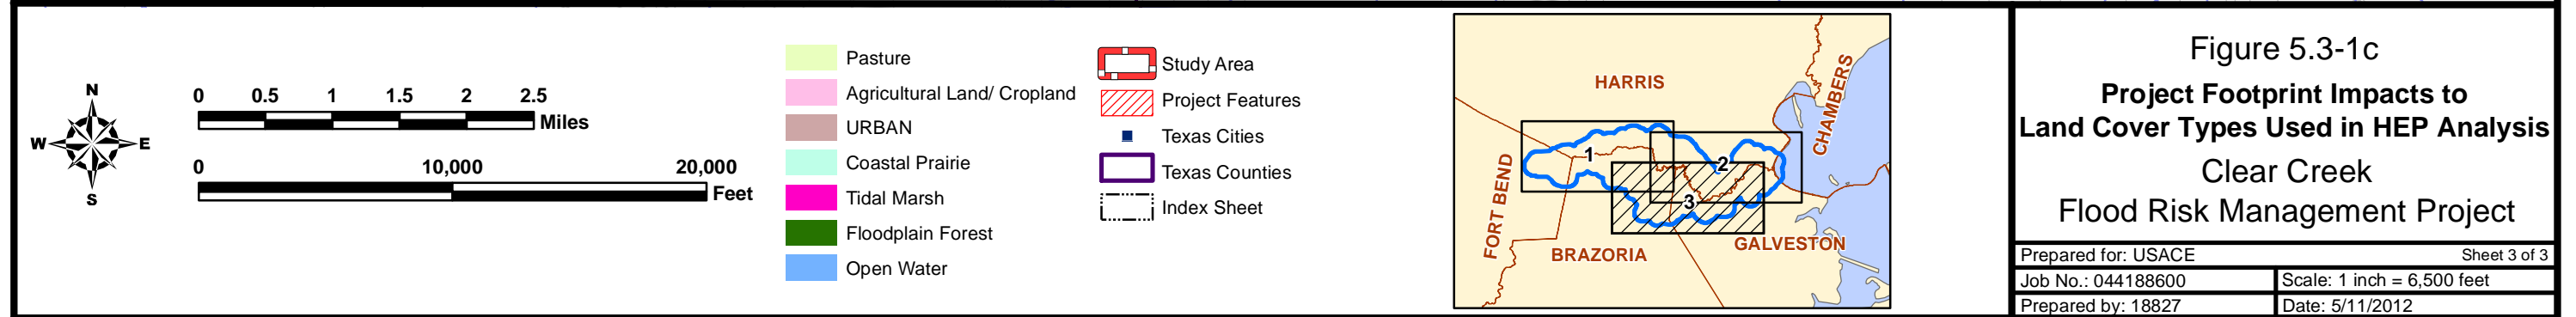 N
W E
S
0 0.5 1 1.5 2 2.5
Miles
0 10,000 20,000
Feet
Pasture
Agricultural Land/ Cropland
URBAN
Coastal Prairie
Tidal Marsh
Floodplain Forest
Open Water
Study Area
Project Features
Texas Cities
Texas Counties
Index Sheet
HARRIS
CHAMBERS
FORT BEND
BRAZORIA
GALVESTON
1
2
3
Figure 5.3-1c
Project Footprint Impacts to
Land Cover Types Used in HEP Analysis
Clear Creek
Flood Risk Management Project
Prepared for: USACE Sheet 3 of 3
Job No.: 044188600 Scale: 1 inch = 6,500 feet
Prepared by: 18827 Date: 5/11/2012